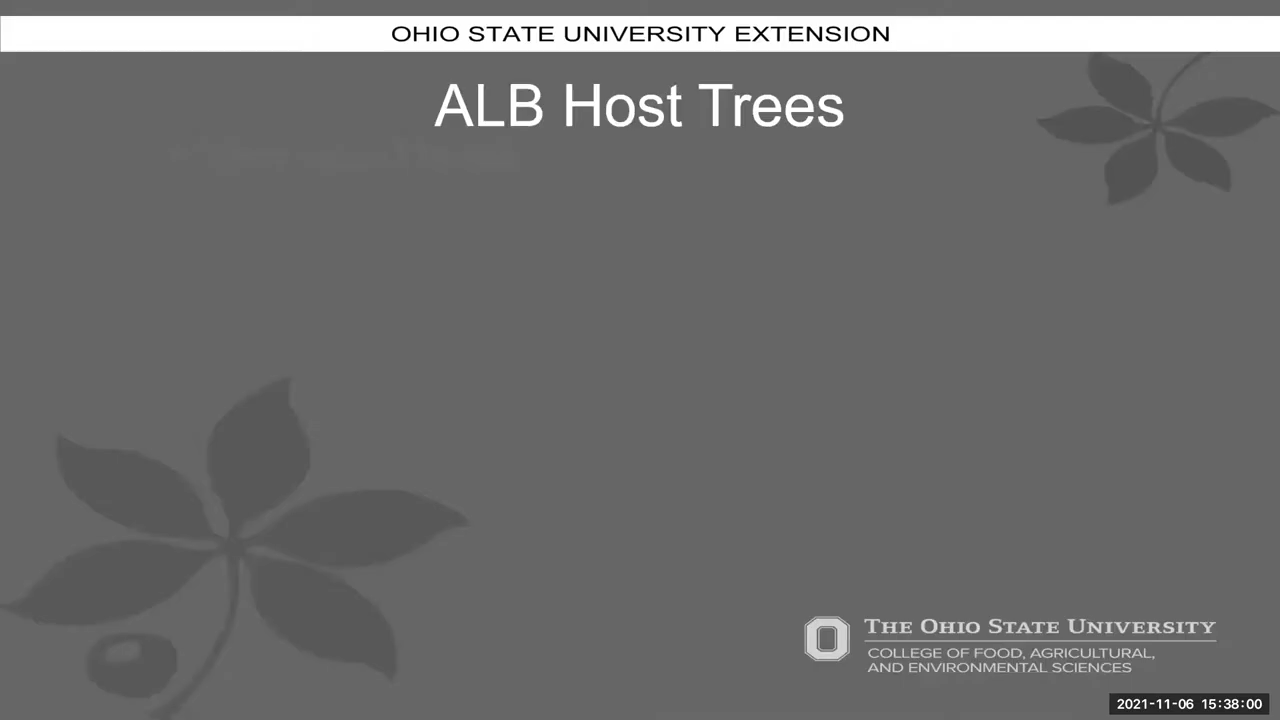 OHIO STATE UNIVERSITY EXTENSION
ALB Host Trees
THE OHIO STATE UNIVERSITY
COLLEGE OF FOOD, AGRICULTURAL,
AND ENVIRONMENTAL SCIENCES
2021-11-06 15:38:00